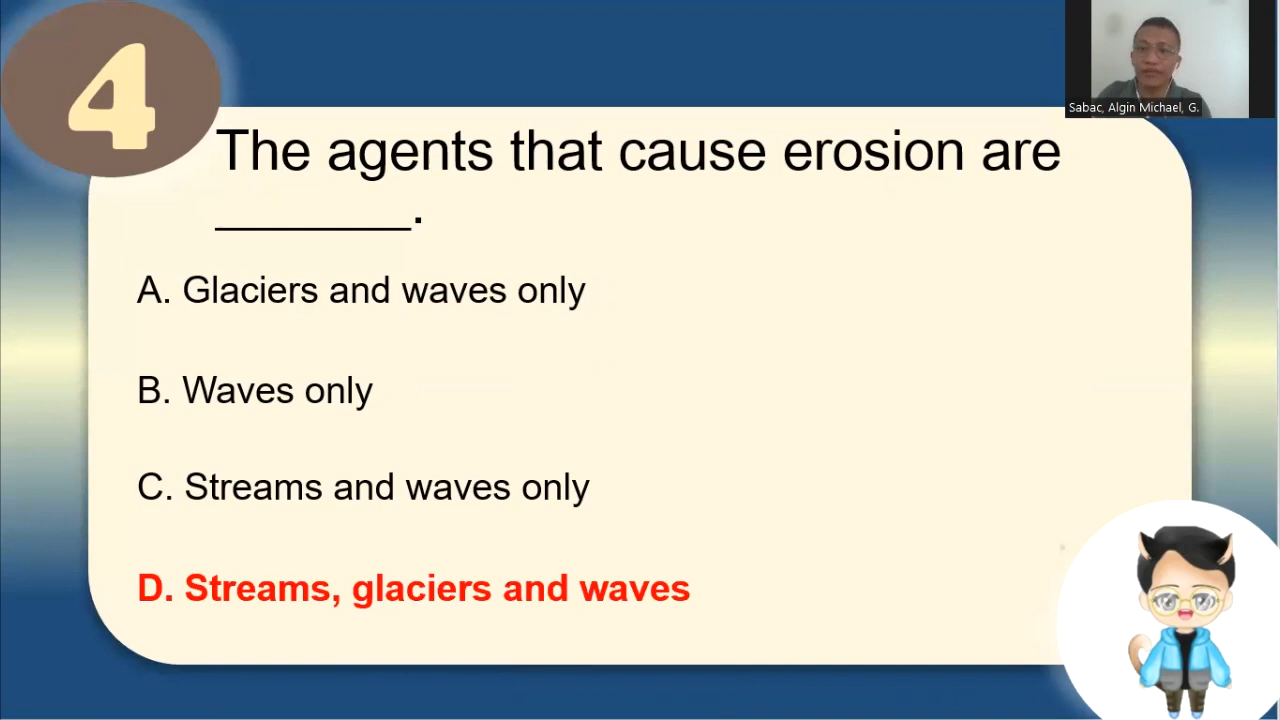 4
Sabac, Algin Michael, G.
The agents that cause erosion are
________.
A. Glaciers and waves only
B. Waves only
C. Streams and waves only
D. Streams, glaciers and waves